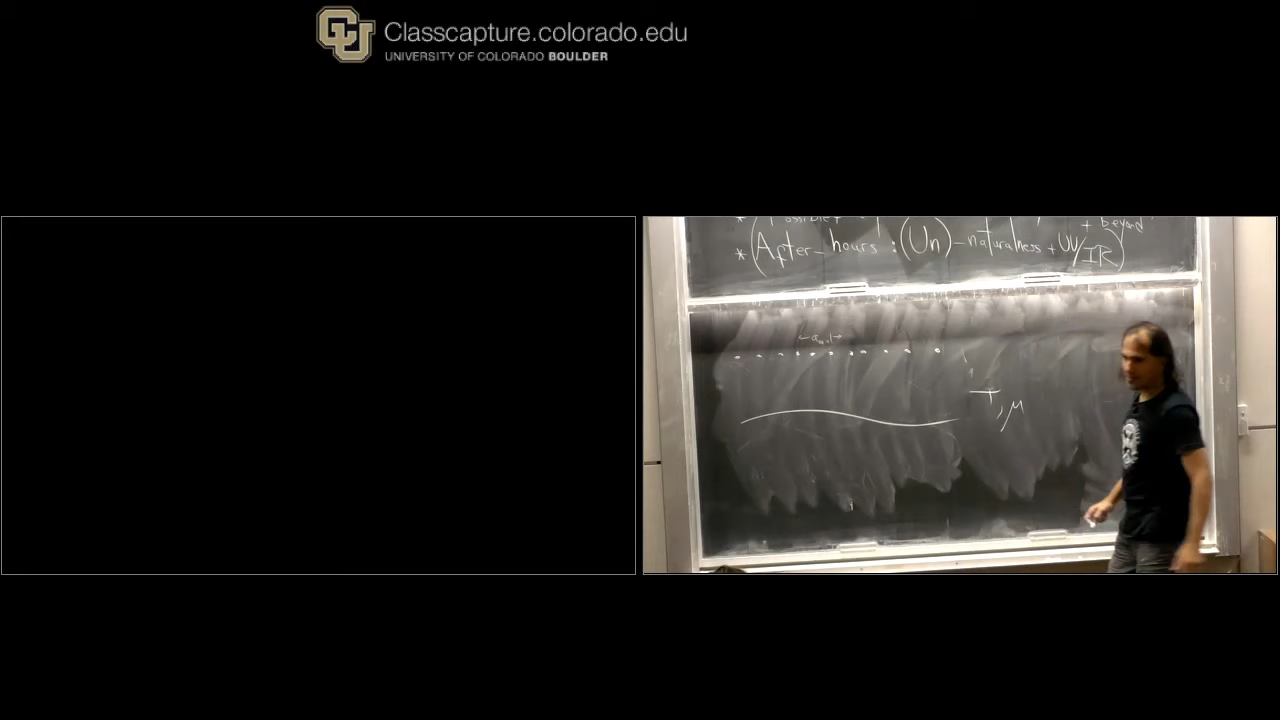 Classcapture.colorado.edu
UNIVERSITY OF COLORADO BOULDER
+ beyond
* (After-hours : (Un)-naturalness + UV/IR)
T, μ